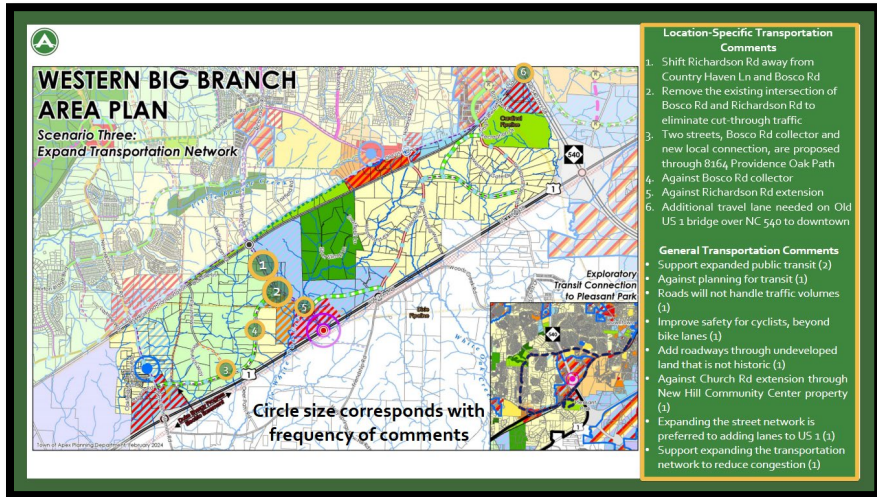 WESTERN BIG BRANCH
AREA PLAN
Scenario Three:
Expand Transportation Network
Cardinal
Pipeline
540
1
6
1
2
5
4
3
1
Exploratory
Transit Connection
to Pleasant Park
540
1
Circle size corresponds with
frequency of comments
Town of Apex Planning Department: February 2024
Location-Specific Transportation
Comments
1. Shift Richardson Rd away from
Country Haven Ln and Bosco Rd
2. Remove the existing intersection of
Bosco Rd and Richardson Rd to
eliminate cut-through traffic
3. Two streets, Bosco Rd collector and
new local connection, are proposed
through 8164 Providence Oak Path
4. Against Bosco Rd collector
5. Against Richardson Rd extension
6. Additional travel lane needed on Old
US 1 bridge over NC 540 to downtown
General Transportation Comments
• Support expanded public transit (2)
• Against planning for transit (1)
• Roads will not handle traffic volumes
(1)
• Improve safety for cyclists, beyond
bike lanes (1)
• Add roadways through undeveloped
land that is not historic (1)
• Against Church Rd extension through
New Hill Community Center property
(1)
• Expanding the street network is
preferred to adding lanes to US 1 (1)
• Support expanding the transportation
network to reduce congestion (1)